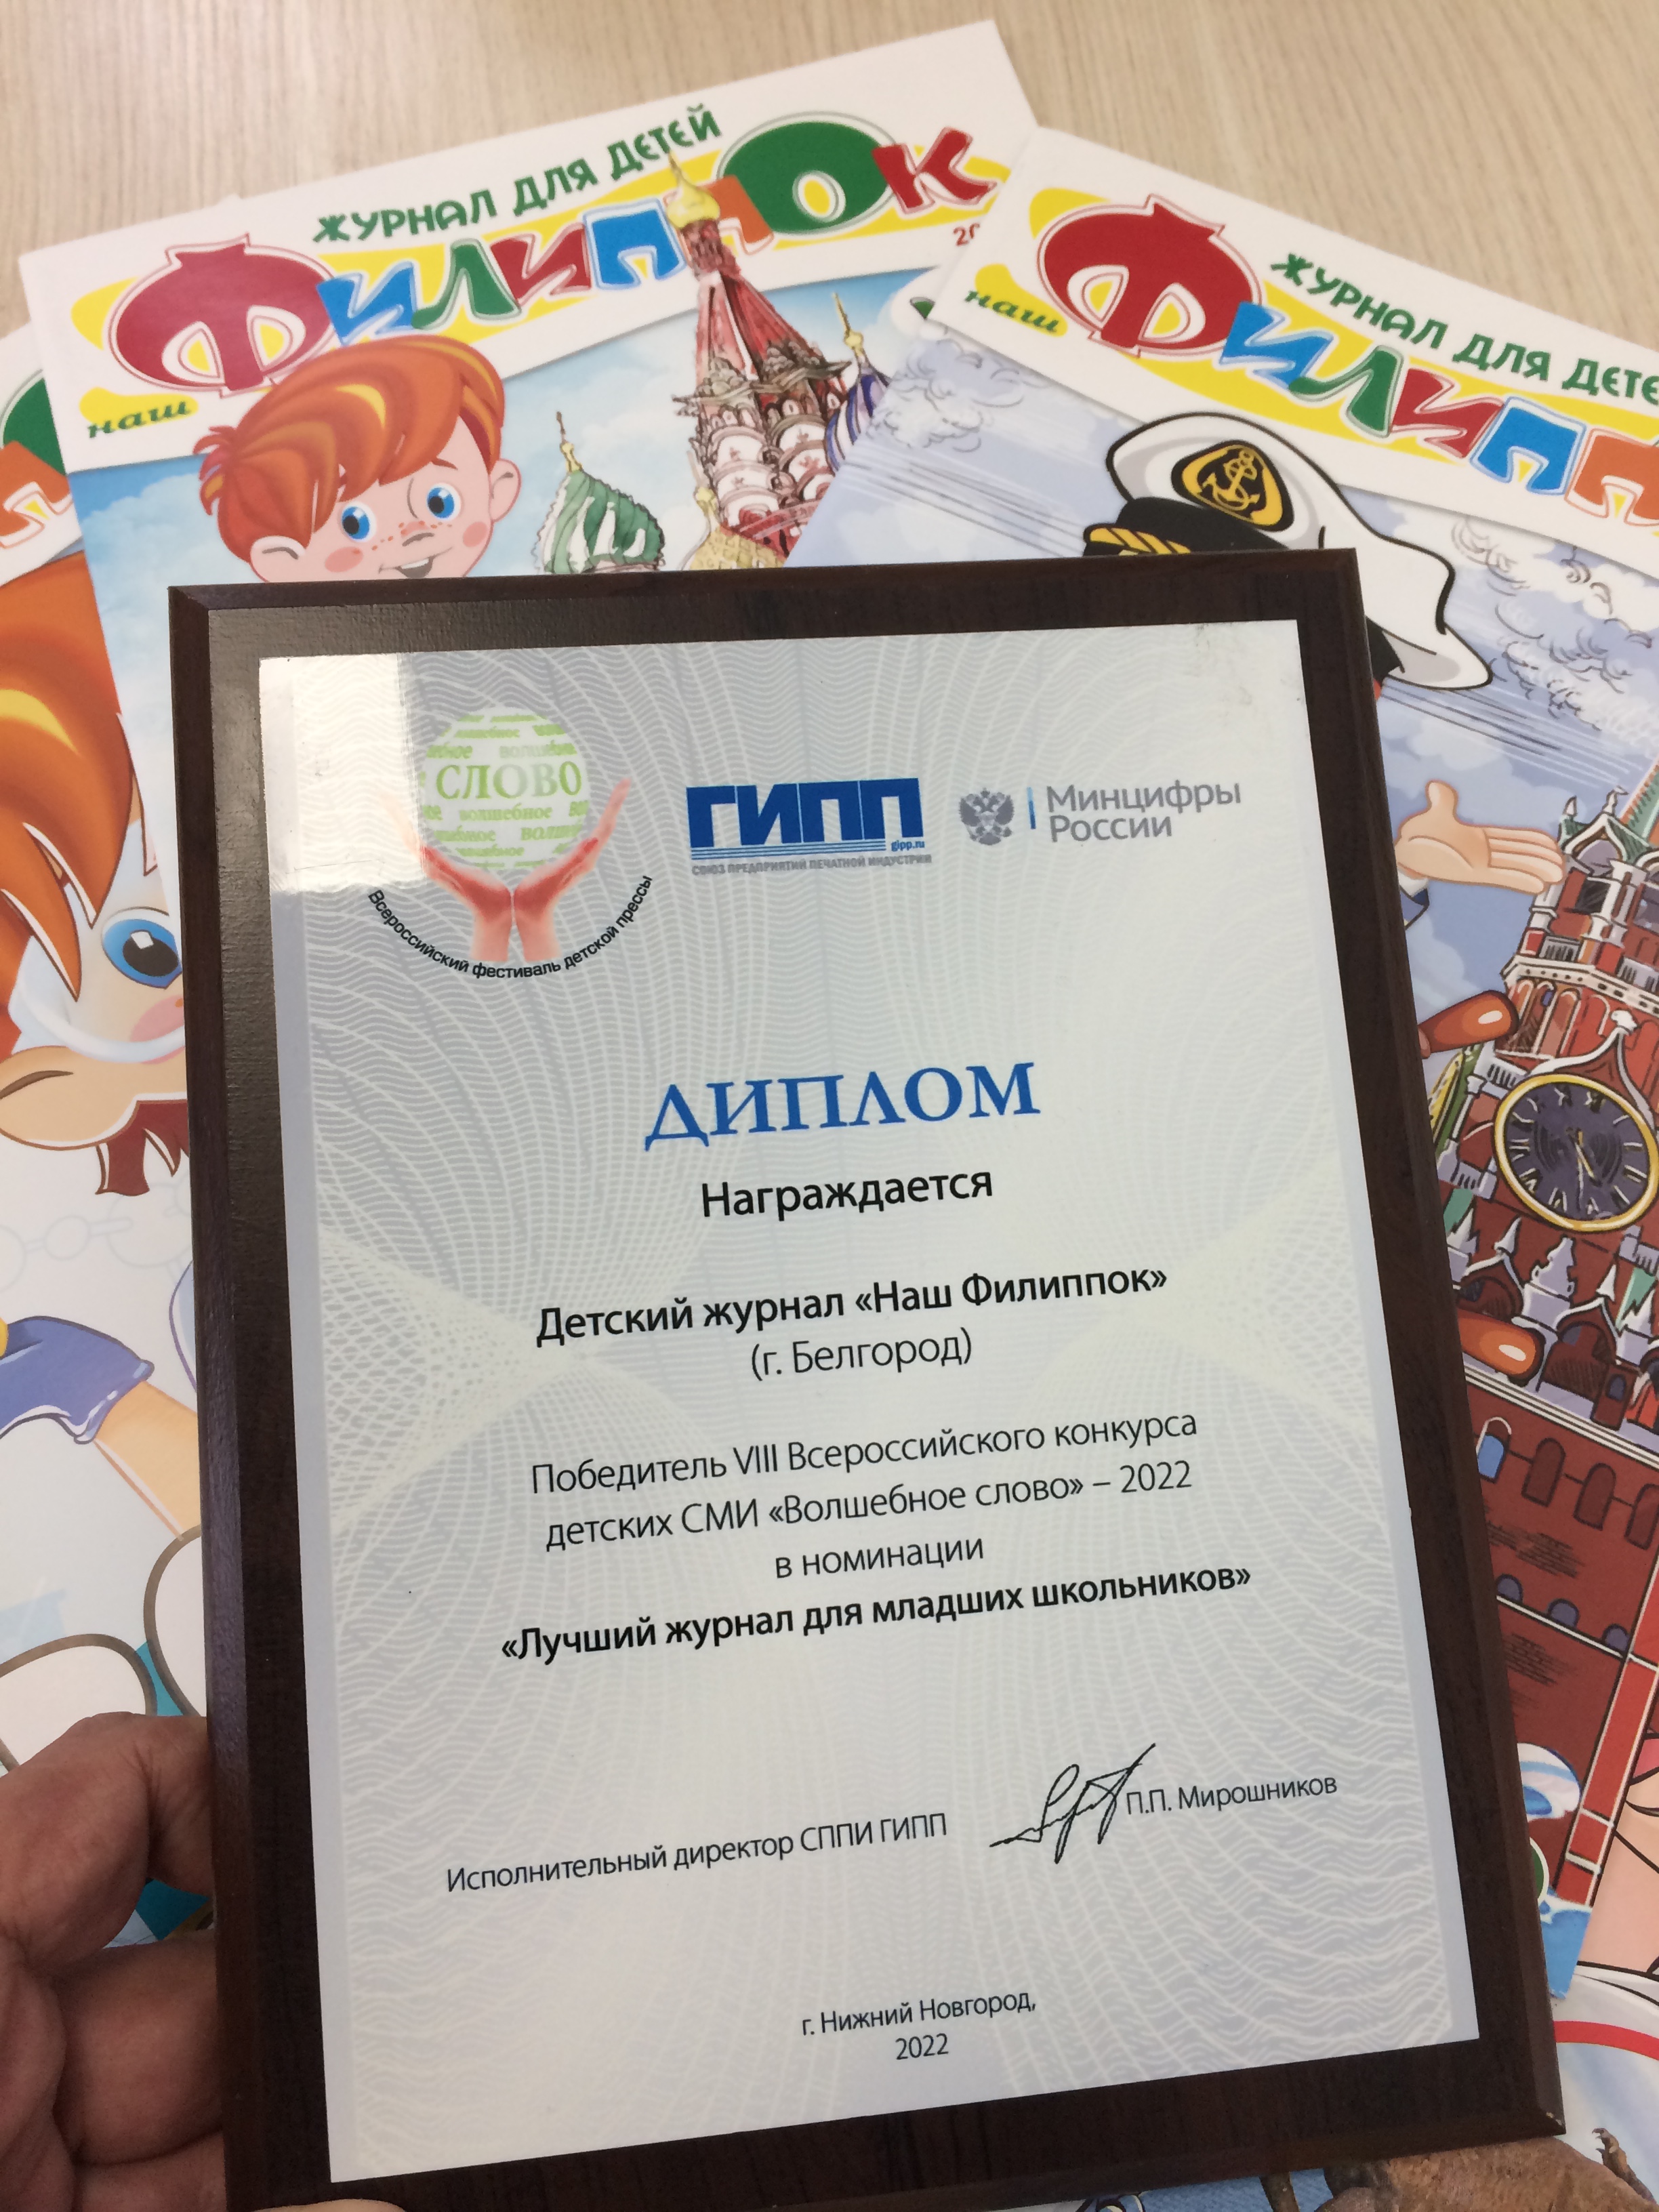 ЖУРНАЛ ДЛЯ ДЕТЕЙ
ФИЛИППОК
наш
ЖУРНАЛ ДЛЯ ДЕТЕ
ФИЛИПП
наш
волшебное
СЛОВО
волшебное
Всероссийский фестиваль детской прессы
ГИПП
gipp.ru
СОЮЗ ПРЕДПРИЯТИЙ ПЕЧАТНОЙ ИНДУСТРИИ
Минцифры
России
ДИПЛОМ
Награждается
Детский журнал «Наш Филиппок»
(г. Белгород)
Победитель VIII Всероссийского конкурса
детских СМИ «Волшебное слово» – 2022
в номинации
«Лучший журнал для младших школьников»
Исполнительный директор СППИ ГИПП
П.П. Мирошников
г. Нижний Новгород,
2022